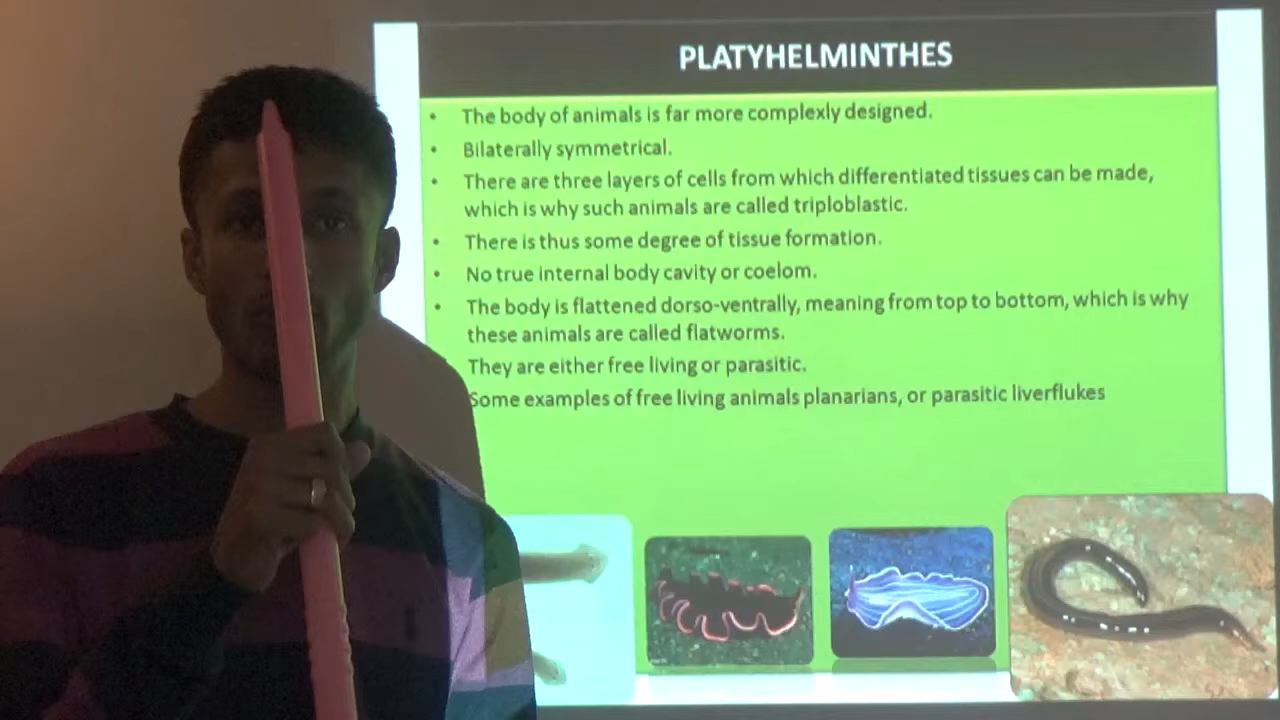 PLATYHELMINTHES
• The body of animals is far more complexly designed.
• Bilaterally symmetrical.
• There are three layers of cells from which differentiated tissues can be made,
which is why such animals are called triploblastic.
• There is thus some degree of tissue formation.
• No true internal body cavity or coelom.
• The body is flattened dorso-ventrally, meaning from top to bottom, which is why
these animals are called flatworms.
They are either free living or parasitic.
Some examples of free living animals planarians, or parasitic liverflukes